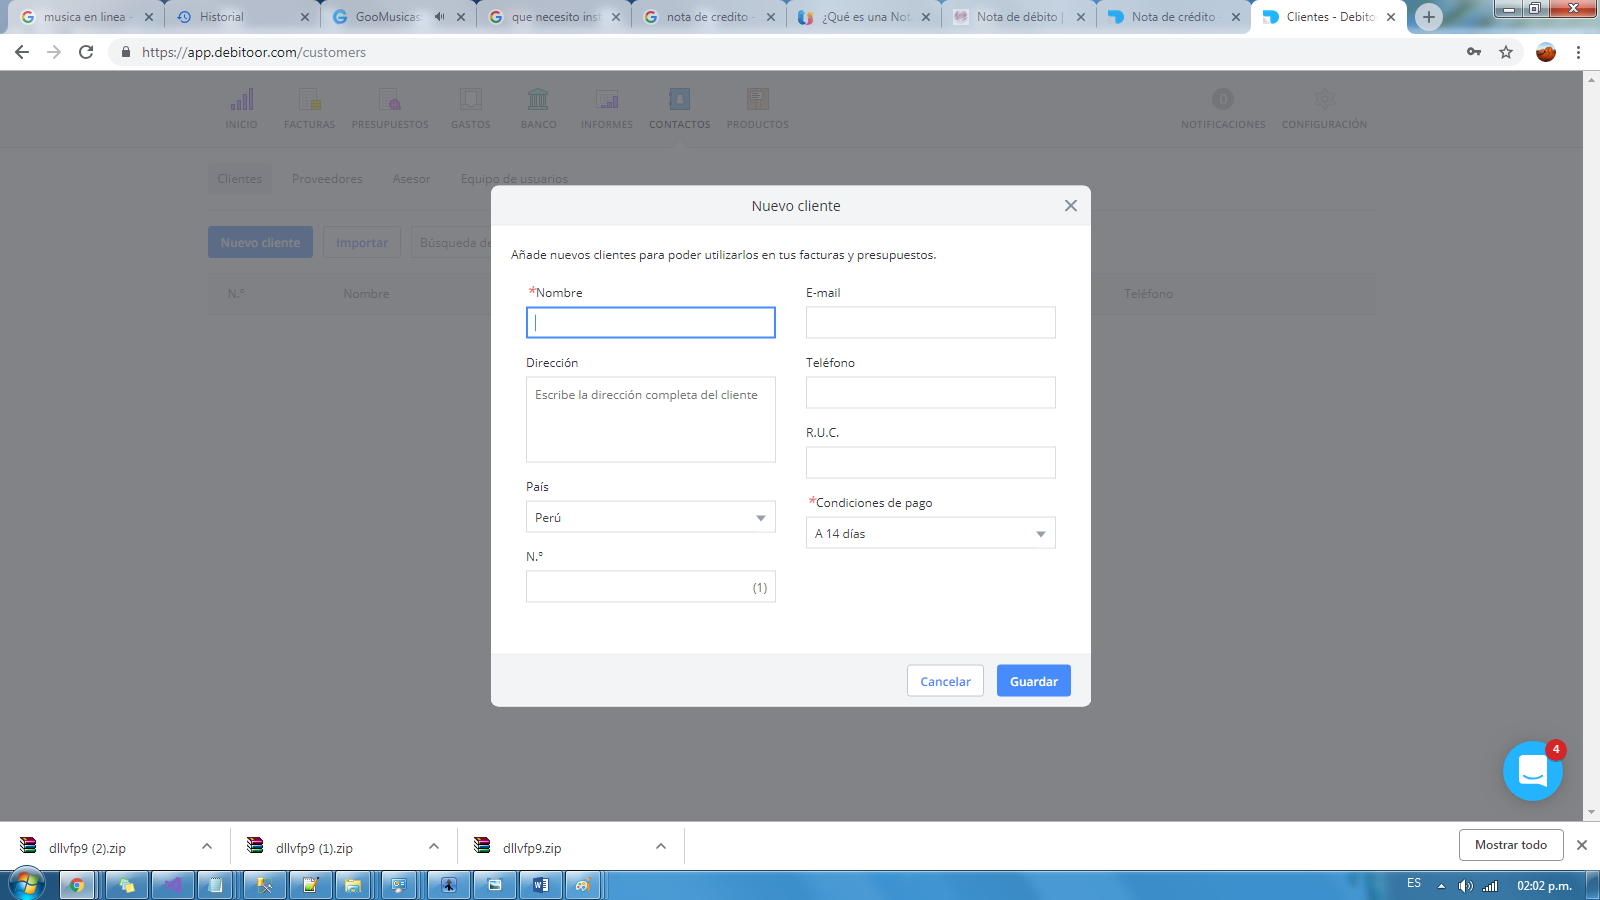 musica en linea -
Historial
GooMusicas
que necesito inst
nota de credito -
¿Qué es una Not
Nota de débito |
Nota de crédito -
Clientes - Debito
https://app.debitoor.com/customers
INICIO
FACTURAS
PRESUPUESTOS
GASTOS
BANCO
INFORMES
CONTACTOS
PRODUCTOS
0
NOTIFICACIONES
CONFIGURACIÓN
Clientes
Proveedores
Asesor
Equipo de usuarios
Nuevo cliente
Importar
Búsqueda de
N.º
Nombre
Teléfono
Nuevo cliente
Añade nuevos clientes para poder utilizarlos en tus facturas y presupuestos.
*Nombre
E-mail
Dirección
Escribe la dirección completa del cliente
Teléfono
R.U.C.
País
Perú
*Condiciones de pago
A 14 días
N.º
(1)
Cancelar
Guardar
4
dllvfp9 (2).zip
dllvfp9 (1).zip
dllvfp9.zip
Mostrar todo
ES
02:02 p.m.